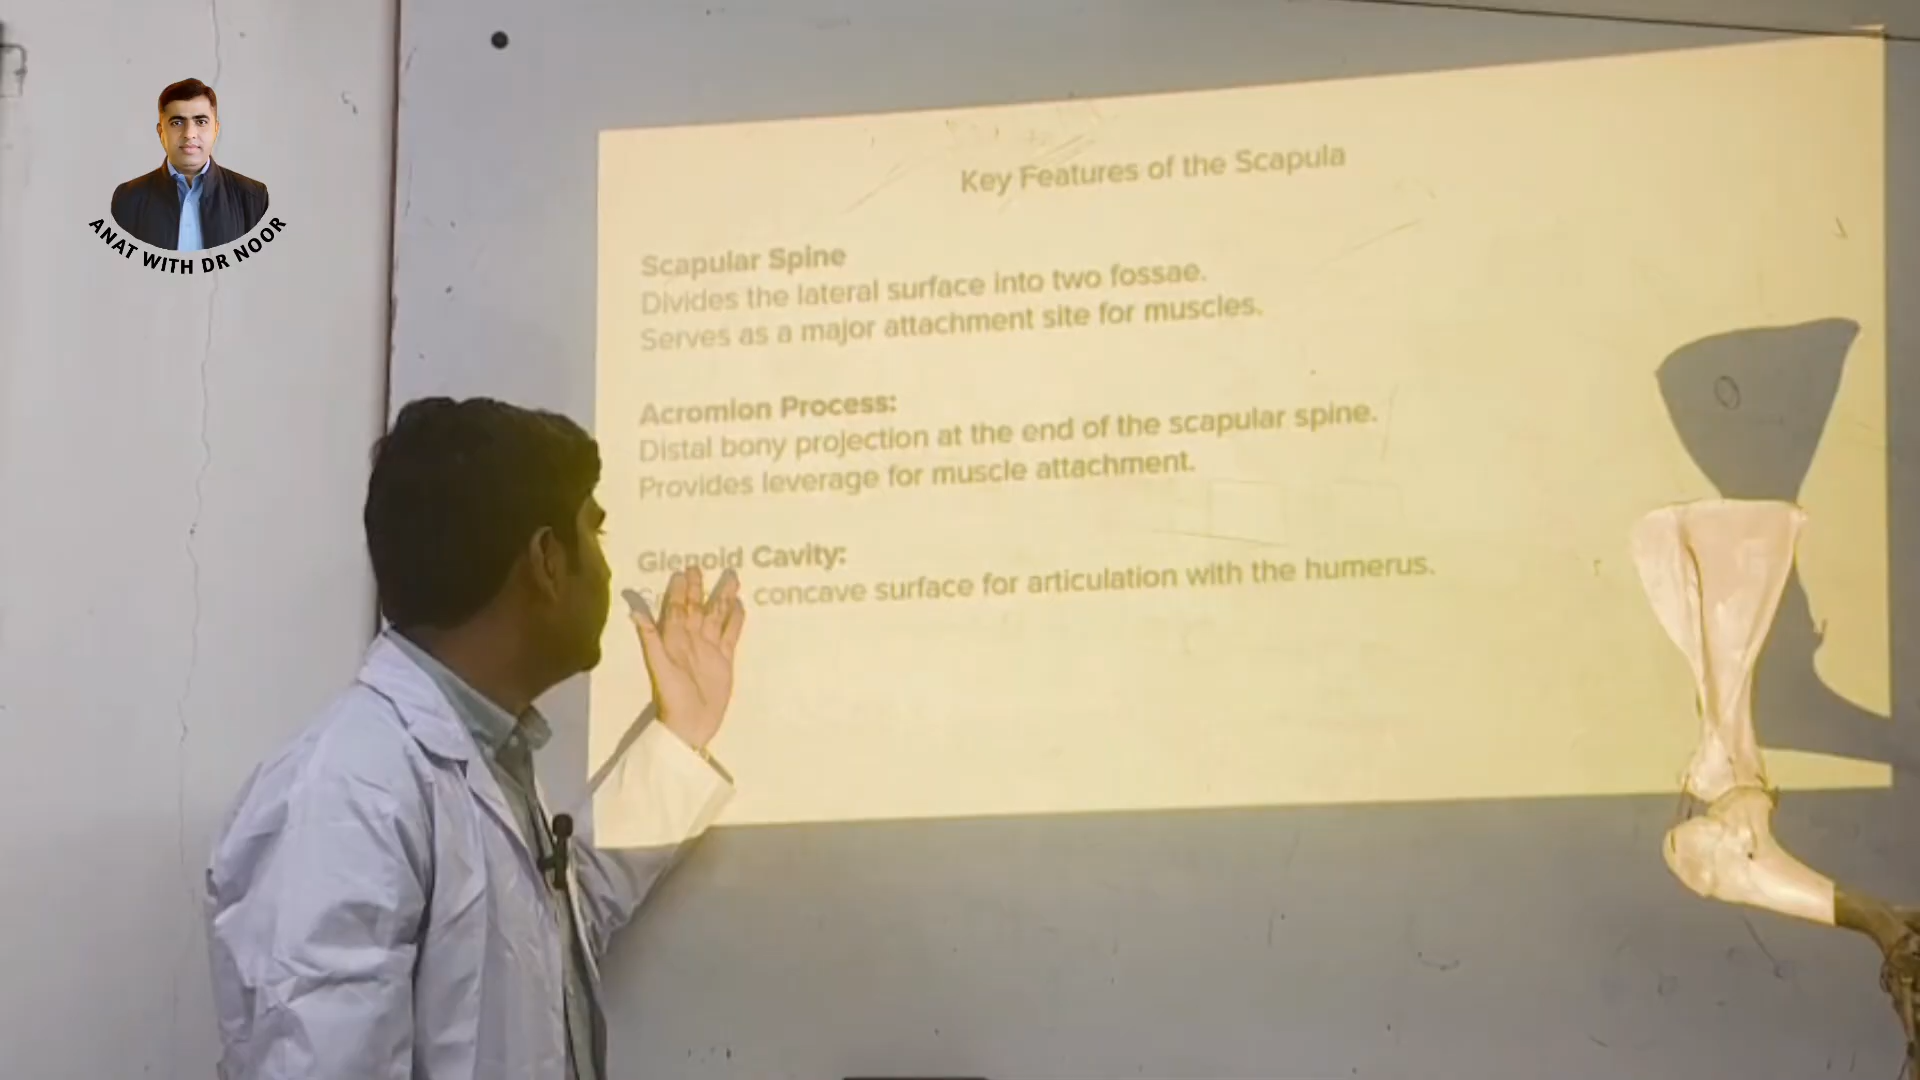 ANAT WITH DR NOOR
Key Features of the Scapula
Scapular Spine
Divides the lateral surface into two fossae.
Serves as a major attachment site for muscles.
Acromion Process:
Distal bony projection at the end of the scapular spine.
Provides leverage for muscle attachment.
Glenoid Cavity:
concave surface for articulation with the humerus.